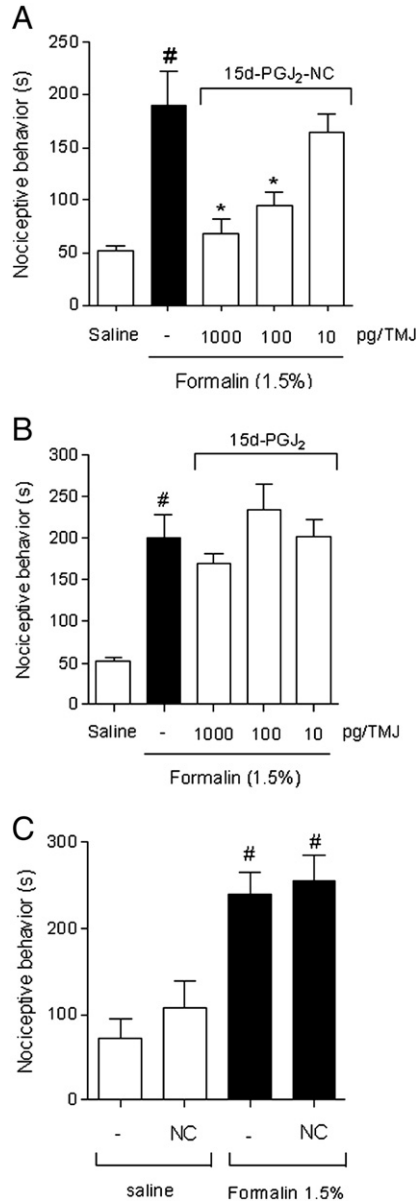 A
250
200
150
100
50
0
Nociceptive behavior (s)
#
15d-PGJ₂-NC
*
*
Saline - 1000 100 10 pg/TMJ
Formalin (1.5%)
B
300
250
200
150
100
50
0
Nociceptive behavior (s)
#
15d-PGJ₂
Saline - 1000 100 10 pg/TMJ
Formalin (1.5%)
C
300
200
100
0
Nociceptive behavior (s)
# #
- NC - NC
saline Formalin 1.5%